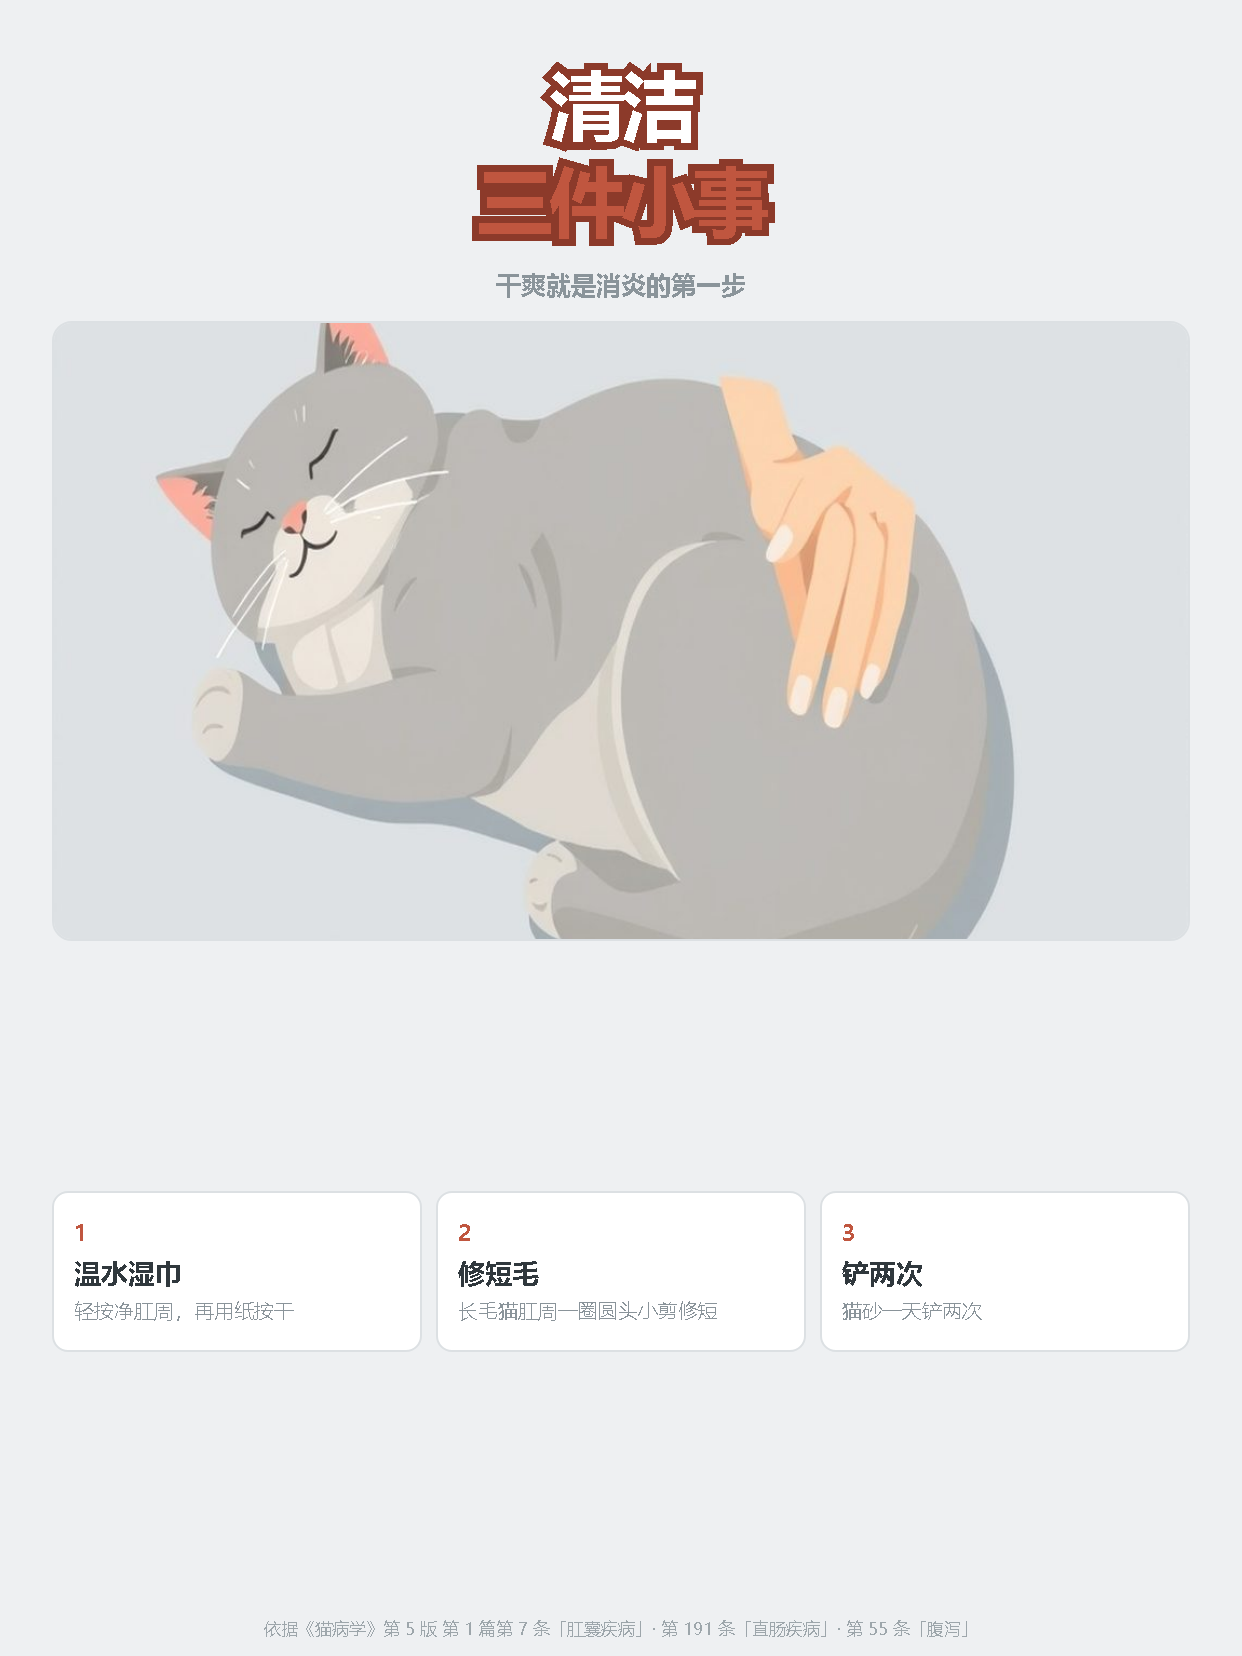 清洁
三件小事
干爽就是消炎的第一步
1
温水湿巾
轻按净肛周，再用纸按干
2
修短毛
长毛猫肛周一圈圆头小剪修短
3
铲两次
猫砂一天铲两次
依据《猫病学》第 5 版 第 1 篇第 7 条「肛囊疾病」· 第 191 条「直肠疾病」· 第 55 条「腹泻」